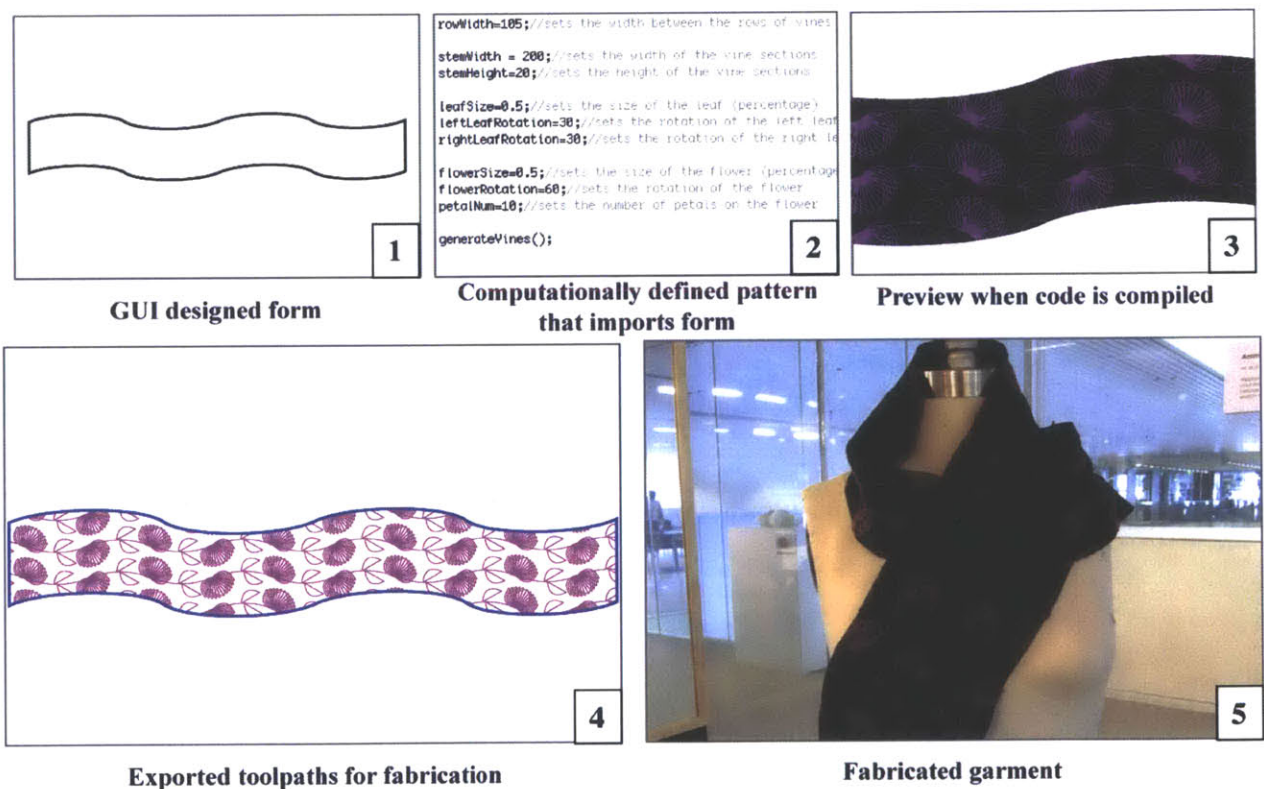 rowWidth=105;//sets the width between the rows of vines
stemWidth = 200;//sets the width of the vine sections
stemHeight=20;//sets the height of the vine sections
leafSize=0.5;//sets the size of the leaf (percentage)
leftLeafRotation=30;//sets the rotation of the left leaf
rightLeafRotation=30;//sets the rotation of the right le
flowerSize=0.5;//sets the size of the flower (percentage
flowerRotation=60;//sets the rotation of the flower
petalNum=10;//sets the number of petals on the flower
generateVines();
1
2
3
GUI designed form
Computationally defined pattern
that imports form
Preview when code is compiled
4
5
Exported toolpaths for fabrication
Fabricated garment